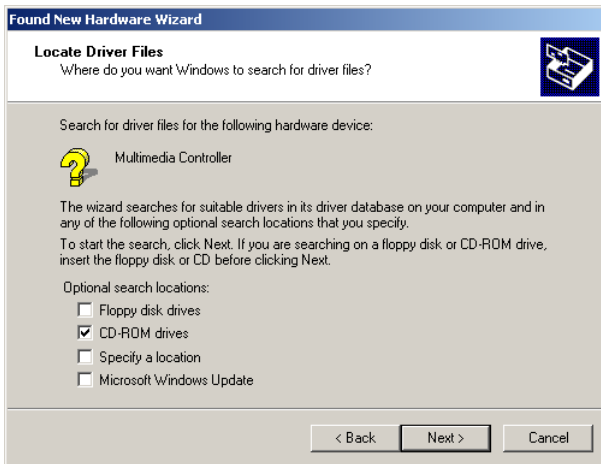 Found New Hardware Wizard
Locate Driver Files
Where do you want Windows to search for driver files?
Search for driver files for the following hardware device:
Multimedia Controller
The wizard searches for suitable drivers in its driver database on your computer and in
any of the following optional search locations that you specify.
To start the search, click Next. If you are searching on a floppy disk or CD-ROM drive,
insert the floppy disk or CD before clicking Next.
Optional search locations:
Floppy disk drives
CD-ROM drives
Specify a location
Microsoft Windows Update
< Back Next > Cancel